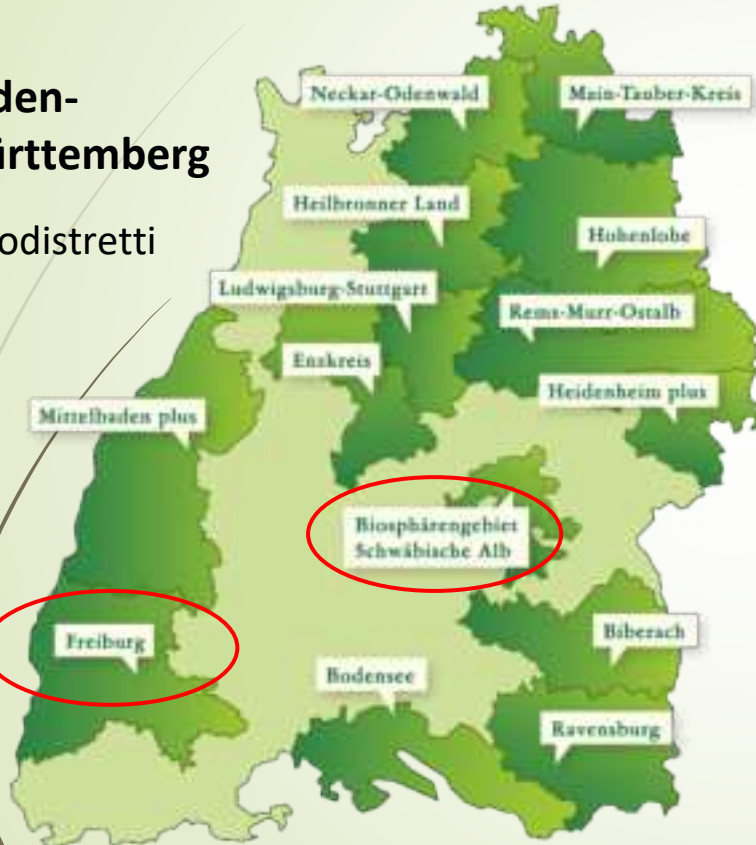 den-
ürttemberg
odistretti
Neckar-Odenwald
Main-Tauber-Kreis
Heilbronner Land
Hohenlohe
Ludwigsburg-Stuttgart
Rems-Murr-Ostalb
Enzkreis
Heidenheim plus
Mittelbaden plus
Biosphärengebiet
Schwäbische Alb
Freiburg
Biberach
Bodensee
Ravensburg